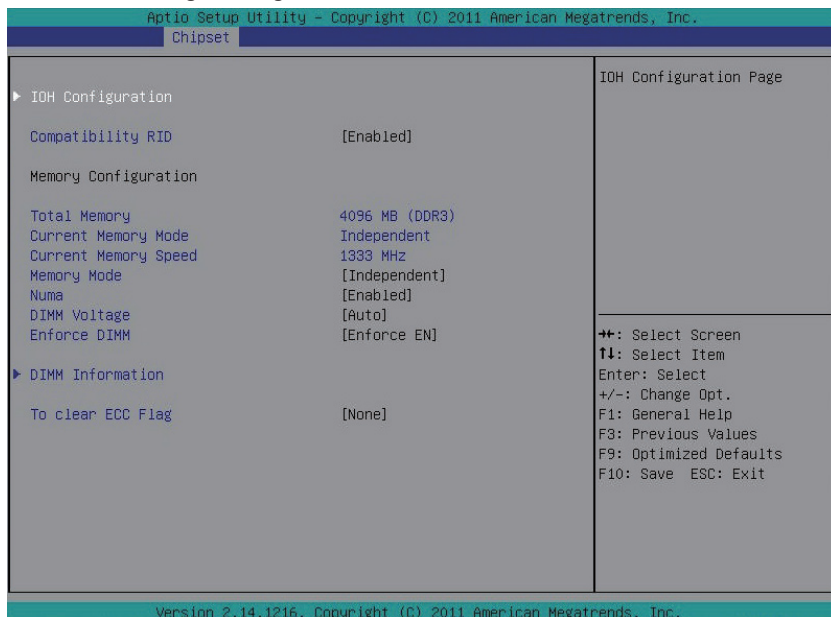 Aptio Setup Utility – Copyright (C) 2011 American Megatrends, Inc.
Chipset
IOH Configuration
Compatibility RID [Enabled]
Memory Configuration
Total Memory 4096 MB (DDR3)
Current Memory Mode Independent
Current Memory Speed 1333 MHz
Memory Mode [Independent]
Numa [Enabled]
DIMM Voltage [Auto]
Enforce DIMM [Enforce EN]
DIMM Information
To clear ECC Flag [None]
IOH Configuration Page
→←: Select Screen
↑↓: Select Item
Enter: Select
+/-: Change Opt.
F1: General Help
F3: Previous Values
F9: Optimized Defaults
F10: Save ESC: Exit
Version 2.14.1216. Copyright (C) 2011 American Megatrends, Inc.